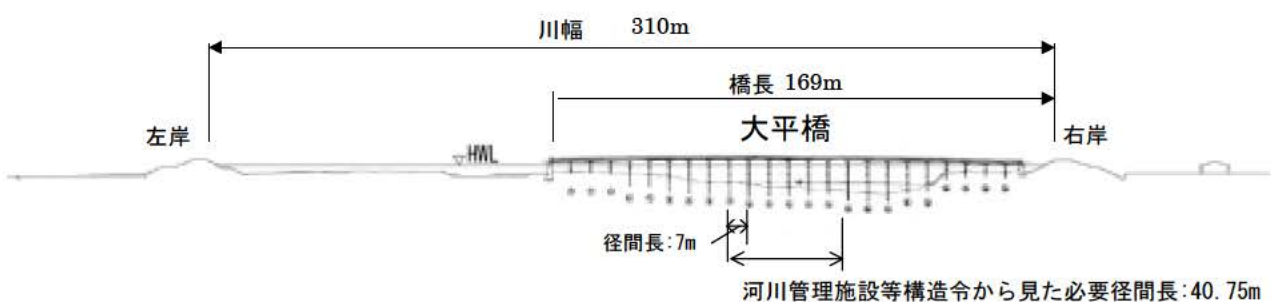 川幅 310m
橋長 169m
大平橋
左岸
右岸
HWL
径間長:7m
河川管理施設等構造令から見た必要径間長:40.75m